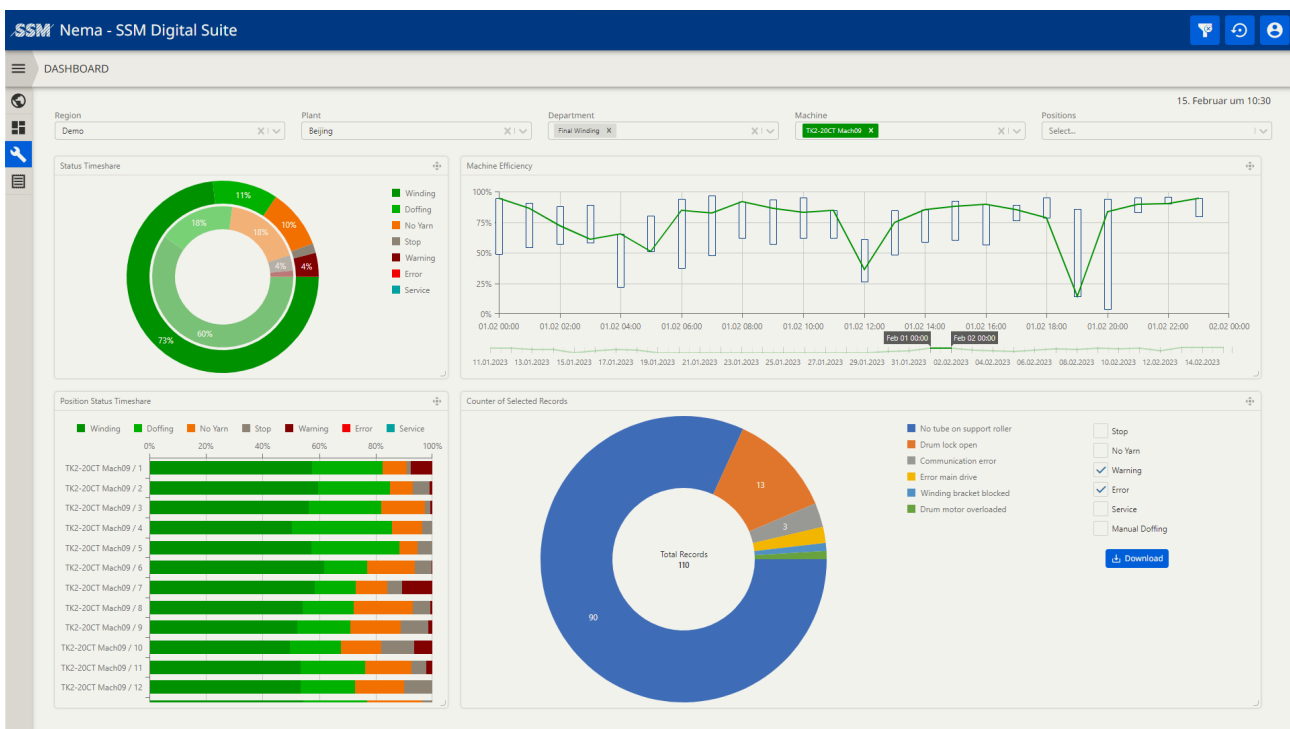 SSM Nema - SSM Digital Suite
DASHBOARD
15. Februar um 10:30
Region
Plant
Department
Machine
Positions
Demo
Beijing
Final Winding X
TK2-20CT Mach09 X
Select...
Status Timeshare
11%
10%
4%
73%
18%
18%
4%
60%
Winding
Doffing
No Yarn
Stop
Warning
Error
Service
Machine Efficiency
100%
75%
50%
25%
0%
01.02 00:00 01.02 02:00 01.02 04:00 01.02 06:00 01.02 08:00 01.02 10:00 01.02 12:00 01.02 14:00 01.02 16:00 01.02 18:00 01.02 20:00 01.02 22:00 02.02 00:00
Feb 01 00:00 Feb 02 00:00
11.01.2023 13.01.2023 15.01.2023 17.01.2023 19.01.2023 21.01.2023 23.01.2023 25.01.2023 27.01.2023 29.01.2023 31.01.2023 02.02.2023 04.02.2023 06.02.2023 08.02.2023 10.02.2023 12.02.2023 14.02.2023
Position Status Timeshare
Winding Doffing No Yarn Stop Warning Error Service
0% 20% 40% 60% 80% 100%
TK2-20CT Mach09 / 1
TK2-20CT Mach09 / 2
TK2-20CT Mach09 / 3
TK2-20CT Mach09 / 4
TK2-20CT Mach09 / 5
TK2-20CT Mach09 / 6
TK2-20CT Mach09 / 7
TK2-20CT Mach09 / 8
TK2-20CT Mach09 / 9
TK2-20CT Mach09 / 10
TK2-20CT Mach09 / 11
TK2-20CT Mach09 / 12
Counter of Selected Records
13
3
Total Records
110
90
No tube on support roller
Drum lock open
Communication error
Error main drive
Winding bracket blocked
Drum motor overloaded
Stop
No Yarn
Warning
Error
Service
Manual Doffing
Download